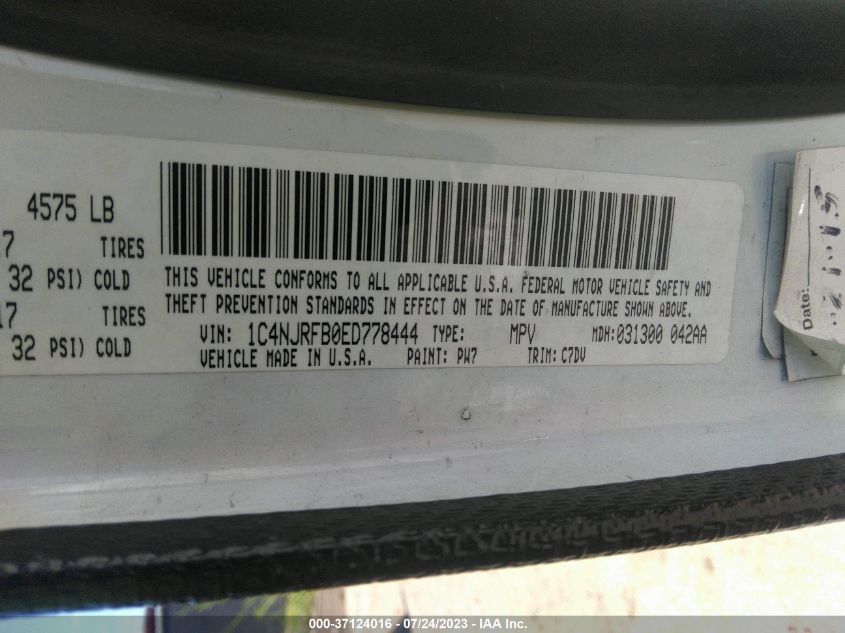 4575 LB
7 TIRES
32 PSI) COLD
17 TIRES
32 PSI) COLD
THIS VEHICLE CONFORMS TO ALL APPLICABLE U.S.A. FEDERAL MOTOR VEHICLE SAFETY AND
THEFT PREVENTION STANDARDS IN EFFECT ON THE DATE OF MANUFACTURE SHOWN ABOVE.
VIN: 1C4NJRFB0ED778444 TYPE: MPV MDH: 031300 042AA
VEHICLE MADE IN U.S.A. PAINT: PW7 TRIM: C7DV
Date:
000-37124016 - 07/24/2023 - IAA Inc.